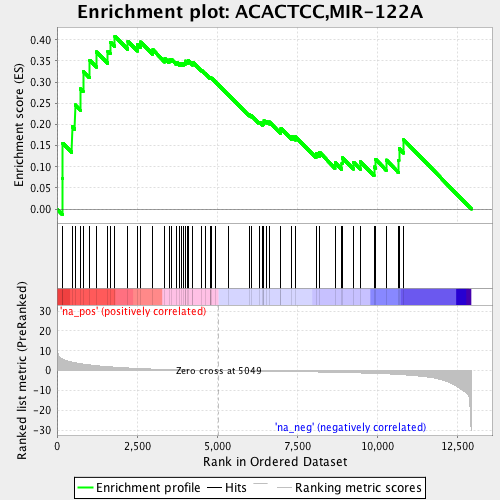 Enrichment plot: ACACTCC,MIR-122A
Enrichment score (ES)
0.40
0.35
0.30
0.25
0.20
0.15
0.10
0.05
0.00
'na_pos' (positively correlated)
Ranked list metric (PreRanked)
30
20
10
0
-10
-20
-30
Zero cross at 5049
'na_neg' (negatively correlated)
0
2,500
5,000
7,500
10,000
12,500
Rank in Ordered Dataset
Enrichment profile
Hits
Ranking metric scores